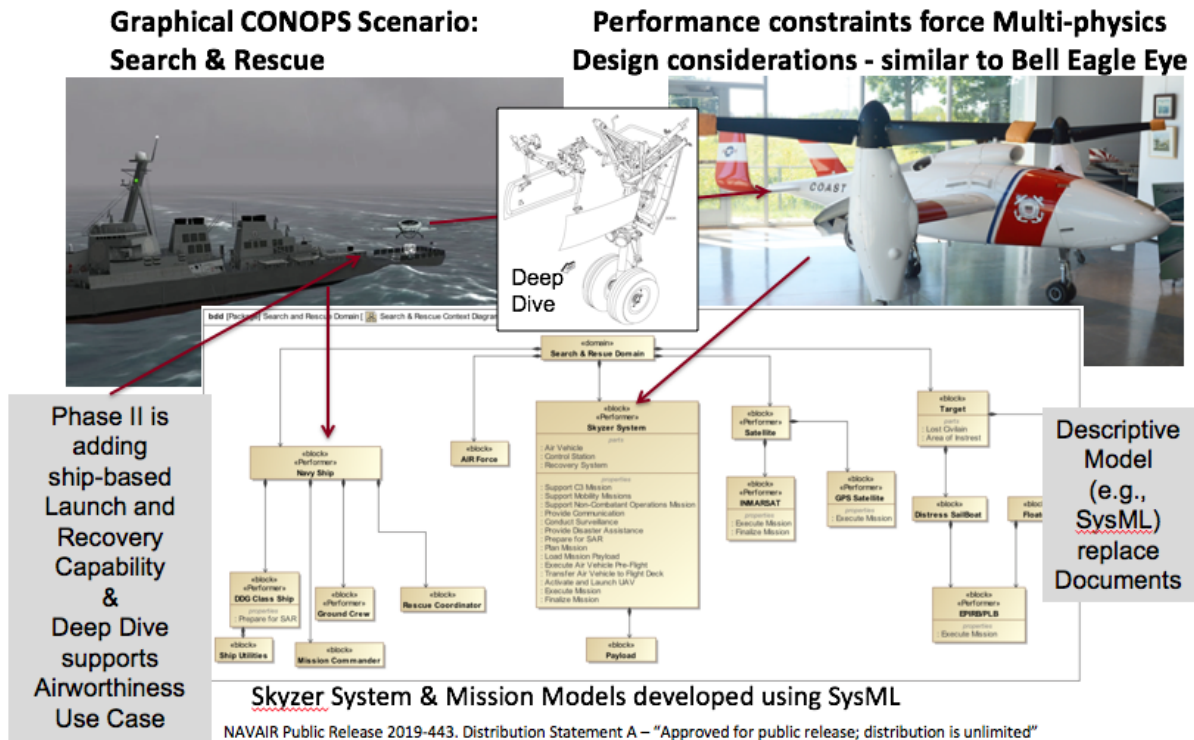 Graphical CONOPS Scenario:
Search & Rescue
Performance constraints force Multi-physics
Design considerations - similar to Bell Eagle Eye
COAST
Deep
Dive
bdd [Package] Search and Rescue Domain [ Search & Rescue Context Diagram
«domain»
Search & Resue Domain
«block»
«Performer»
Navy Ship
«block»
AIR Force
«block»
«Performer»
Skyzer System
parts
: Air Vehicle
: Control Station
: Recovery System
properties
: Support C3 Mission
: Support Mobility Missions
: Support Non-Combatant Operations Mission
: Provide Communication
: Conduct Surveillance
: Provide Disaster Assistance
: Prepare for SAR
: Plan Mission
: Load Mission Payload
: Execute Air Vehicle Pre-Flight
: Transfer Air Vehicle to Flight Deck
: Activate and Launch UAV
: Execute Mission
: Finalize Mission
«block»
«Performer»
Satellite
«block»
Target
parts
: Lost Civilain
: Area of Instrest
«block»
«Performer»
INMARSAT
properties
: Execute Mission
: Finalize Mission
«block»
«Performer»
GPS Satellite
properties
: Execute Mission
«block»
Distress SailBoat
«block»
Float
«block»
«Performer»
EPIRB/PLB
properties
: Execute Mission
«block»
«Performer»
DDG Class Ship
properties
: Prepare for SAR
«block»
«Performer»
Ground Crew
«block»
Rescue Coordinator
«block»
Ship Utilities
«block»
Mission Commander
«block»
Payload
Phase II is
adding
ship-based
Launch and
Recovery
Capability
&
Deep Dive
supports
Airworthiness
Use Case
Descriptive
Model
(e.g.,
SysML)
replace
Documents
Skyzer System & Mission Models developed using SysML
NAVAIR Public Release 2019-443. Distribution Statement A – “Approved for public release; distribution is unlimited”